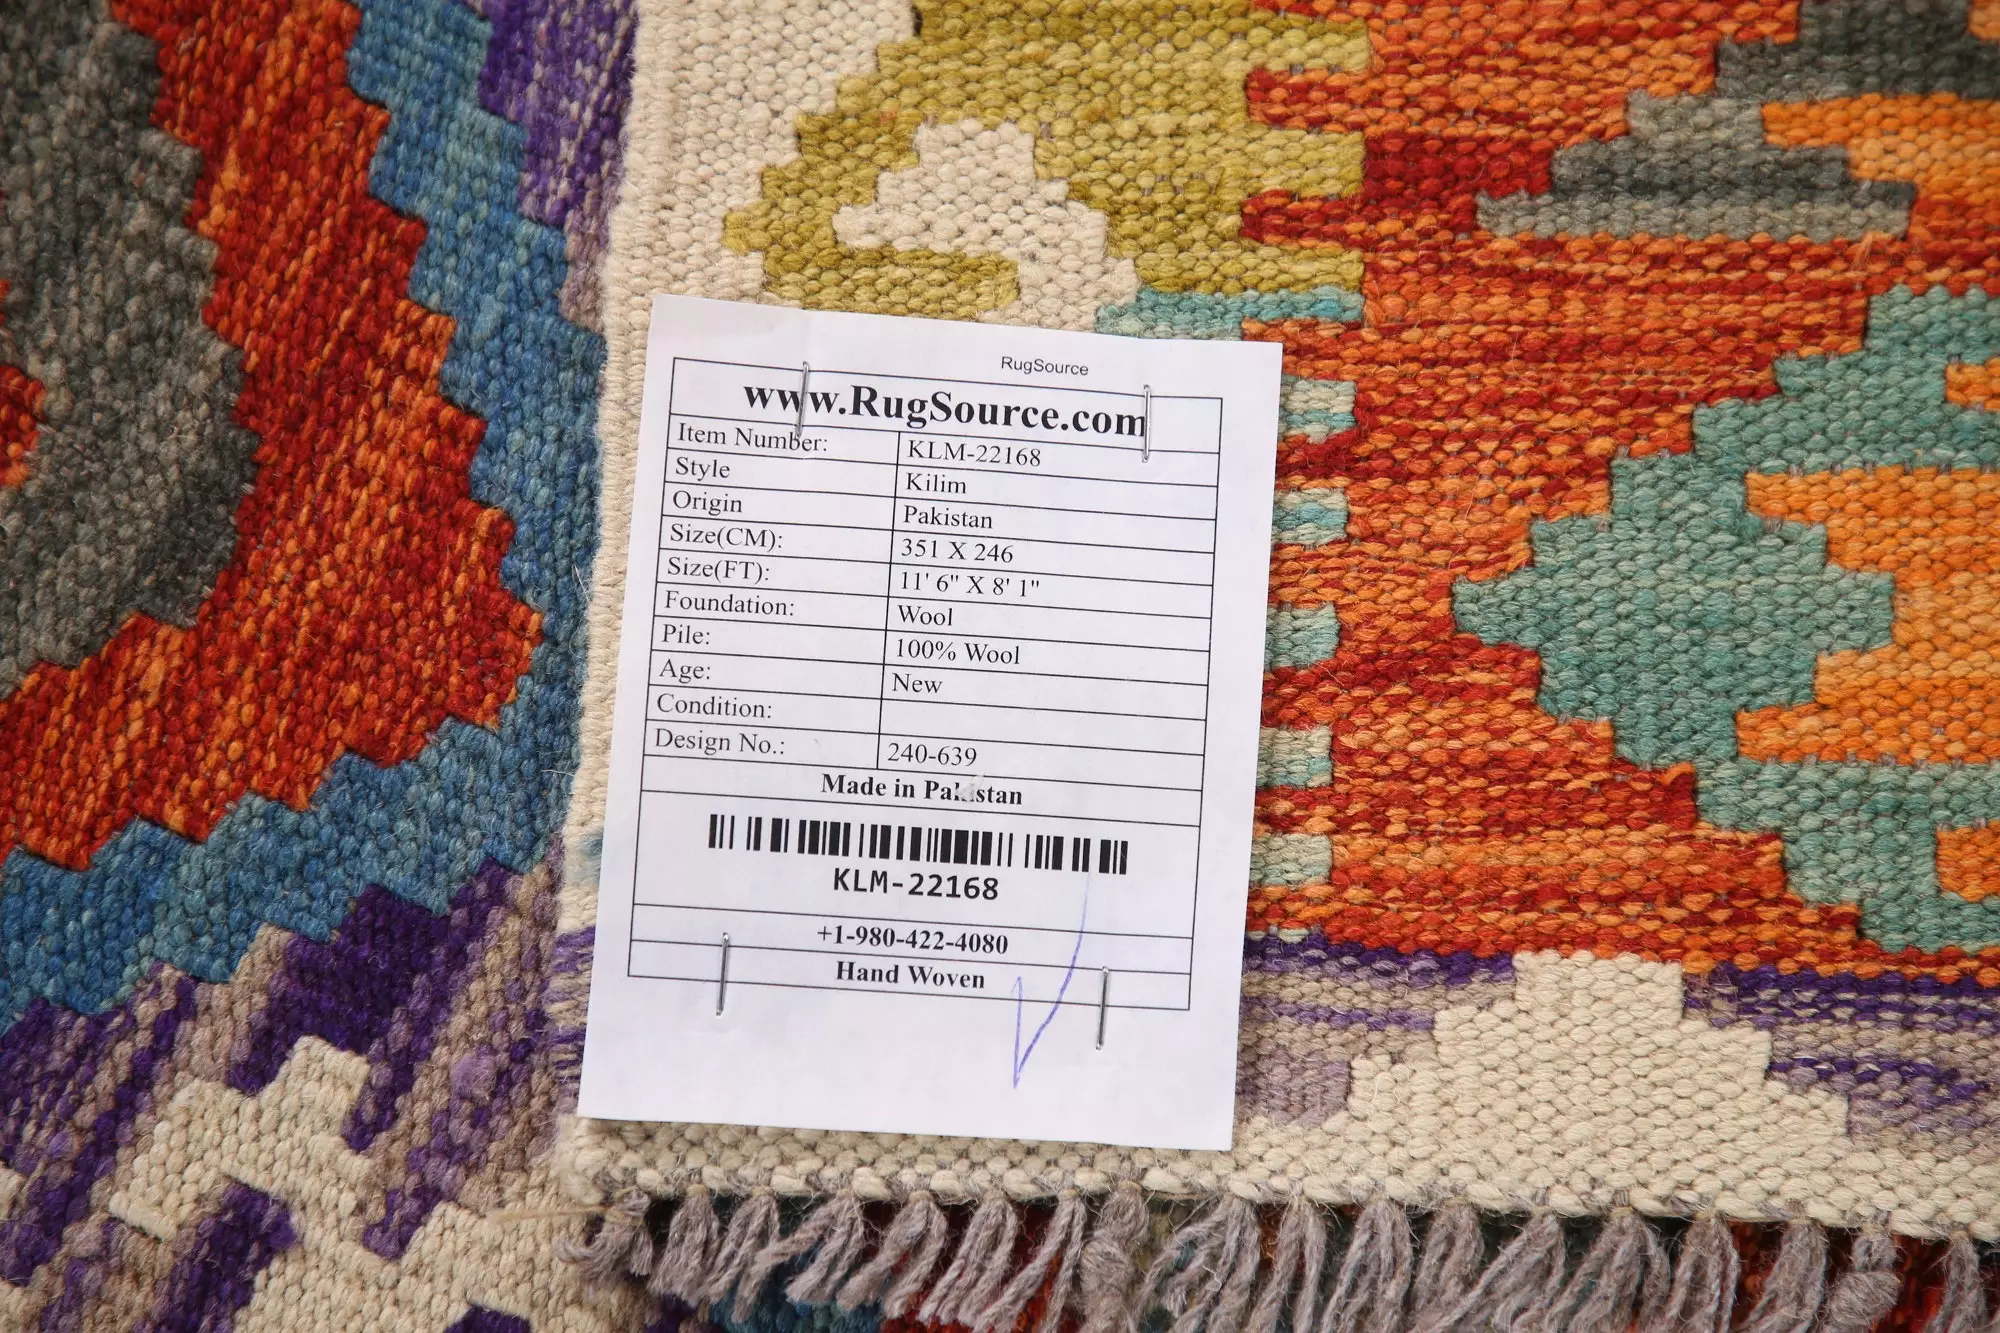 RugSource
www.RugSource.com
Item Number: KLM-22168
Style Kilim
Origin Pakistan
Size(CM): 351 X 246
Size(FT): 11' 6" X 8' 1"
Foundation: Wool
Pile: 100% Wool
Age: New
Condition:
Design No.: 240-639
Made in Pakistan
KLM-22168
+1-980-422-4080
Hand Woven